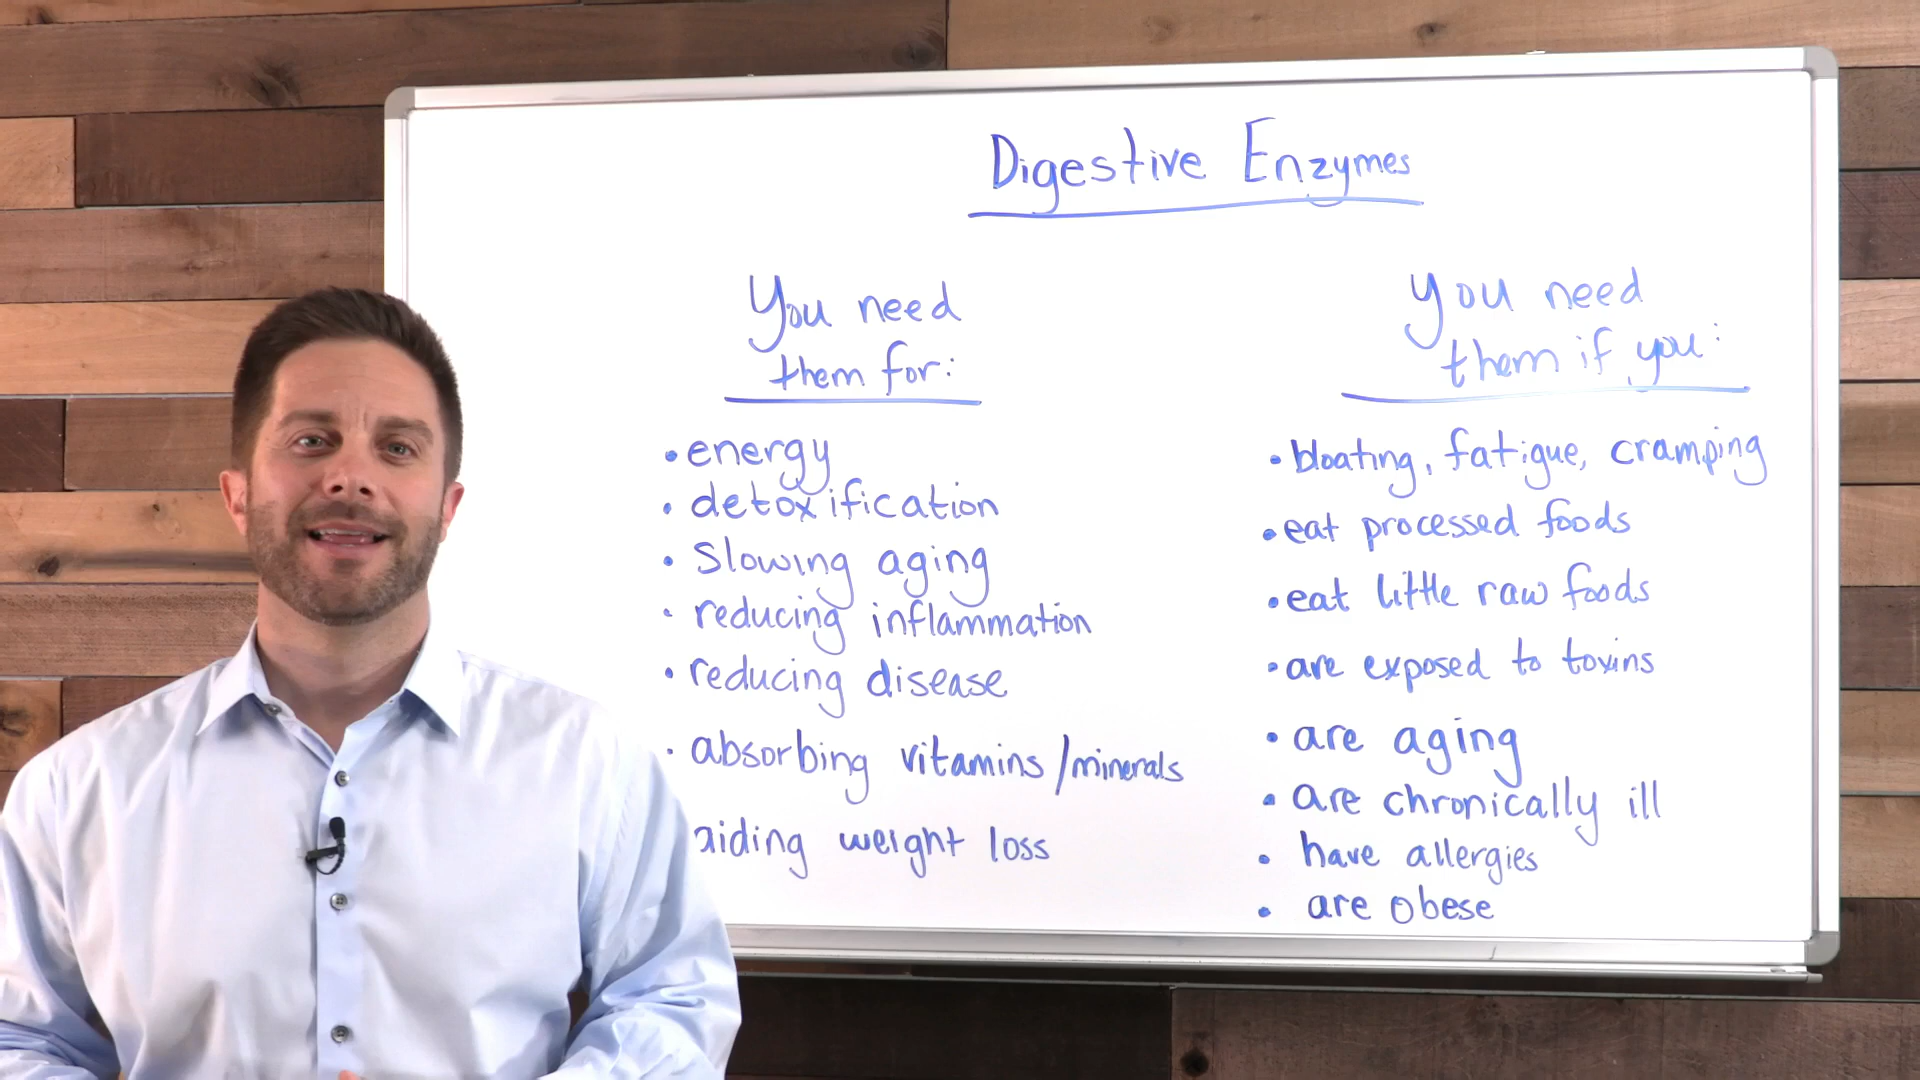 Digestive Enzymes
You need
them for:
• energy
• detoxification
• slowing aging
• reducing inflammation
• reducing disease
• absorbing vitamins/minerals
aiding weight loss
You need
them if you:
• bloating, fatigue, cramping
• eat processed foods
• eat little raw foods
• are exposed to toxins
• are aging
• are chronically ill
• have allergies
• are obese